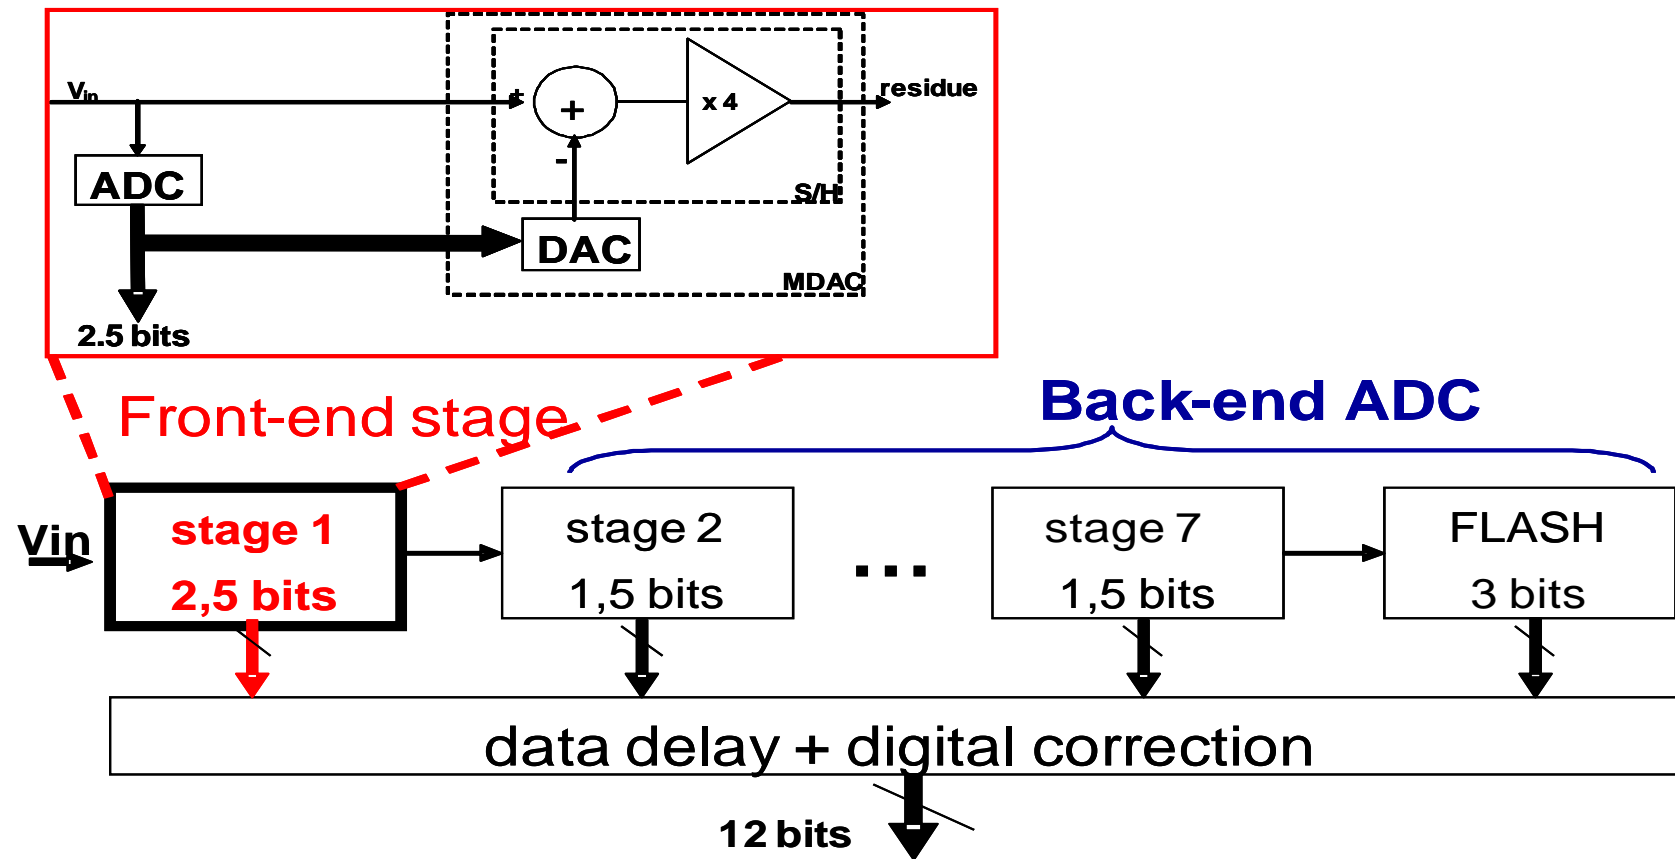 Vin
+
+
x 4
residue
-
ADC
S/H
DAC
MDAC
2.5 bits
Front-end stage
Back-end ADC
Vin
stage 1
2,5 bits
stage 2
1,5 bits
...
stage 7
1,5 bits
FLASH
3 bits
data delay + digital correction
12 bits